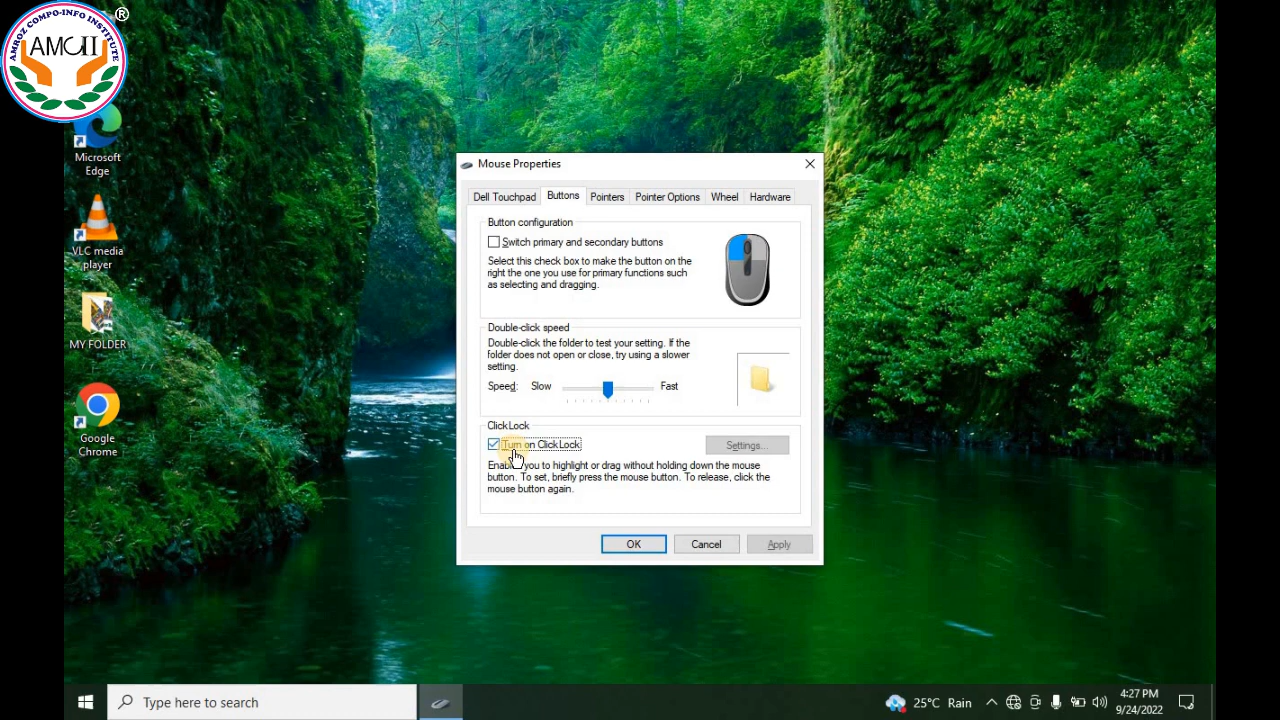 AMROZ COMPO-INFO INSTITUTE
AMCII
®
Microsoft
Edge
VLC media
player
MY FOLDER
Google
Chrome
Mouse Properties
Dell Touchpad
Buttons
Pointers
Pointer Options
Wheel
Hardware
Button configuration
Switch primary and secondary buttons
Select this check box to make the button on the
right the one you use for primary functions such
as selecting and dragging.
Double-click speed
Double-click the folder to test your setting. If the
folder does not open or close, try using a slower
setting.
Speed: Slow Fast
ClickLock
Turn on ClickLock
Settings...
Enables you to highlight or drag without holding down the mouse
button. To set, briefly press the mouse button. To release, click the
mouse button again.
OK
Cancel
Apply
Type here to search
25°C Rain
4:27 PM
9/24/2022